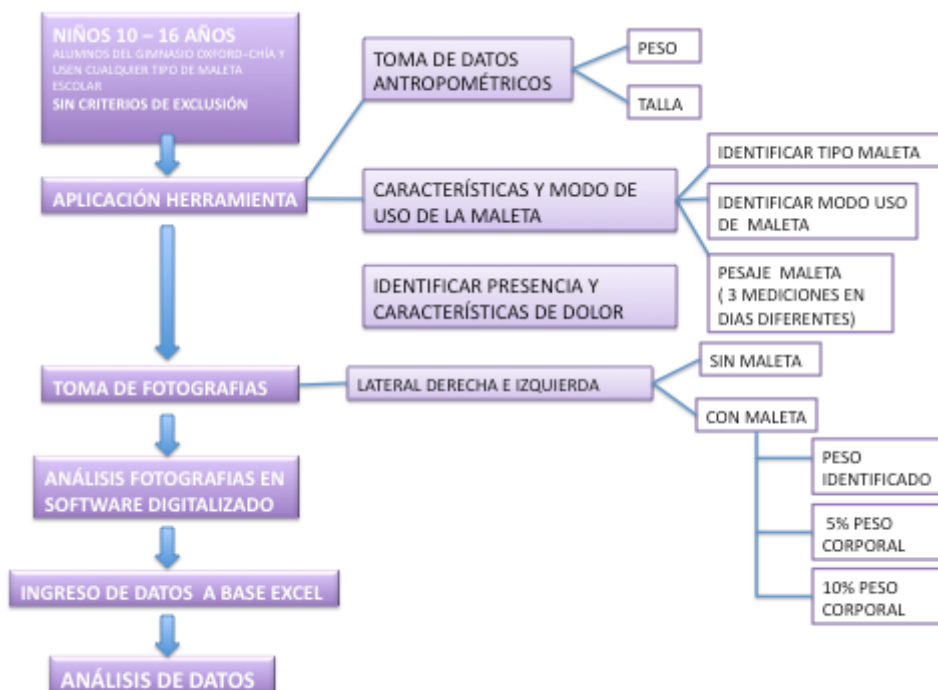 NIÑOS 10 – 16 AÑOS
ALUMNOS DEL GIMNASIO OXFORD–CHÍA Y
USEN CUALQUIER TIPO DE MALETA
ESCOLAR
SIN CRITERIOS DE EXCLUSIÓN
APLICACIÓN HERRAMIENTA
TOMA DE DATOS
ANTROPOMÉTRICOS
PESO
TALLA
CARACTERÍSTICAS Y MODO DE
USO DE LA MALETA
IDENTIFICAR TIPO MALETA
IDENTIFICAR MODO USO
DE MALETA
PESAJE MALETA
( 3 MEDICIONES EN
DIAS DIFERENTES)
IDENTIFICAR PRESENCIA Y
CARACTERÍSTICAS DE DOLOR
TOMA DE FOTOGRAFIAS
LATERAL DERECHA E IZQUIERDA
SIN MALETA
CON MALETA
PESO
IDENTIFICADO
5% PESO
CORPORAL
10% PESO
CORPORAL
ANÁLISIS FOTOGRAFIAS EN
SOFTWARE DIGITALIZADO
INGRESO DE DATOS A BASE EXCEL
ANÁLISIS DE DATOS